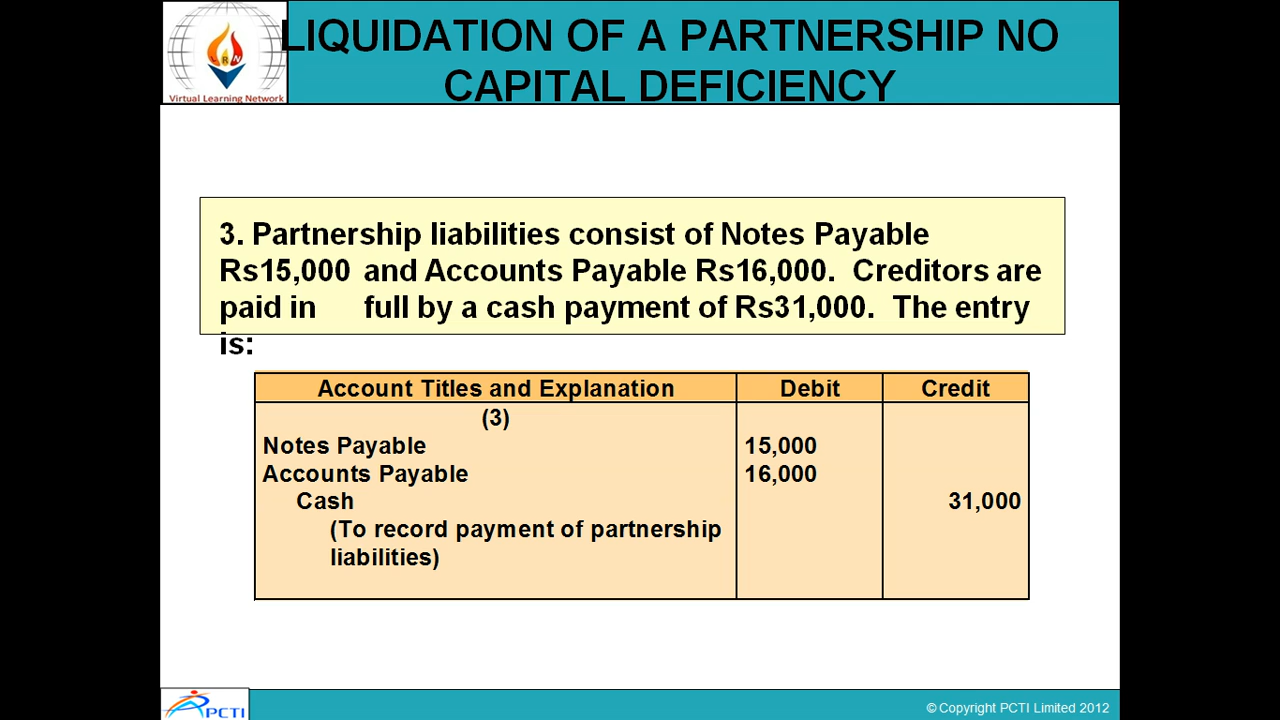 LIQUIDATION OF A PARTNERSHIP NO
CAPITAL DEFICIENCY
LRN
Virtual Learning Network
3. Partnership liabilities consist of Notes Payable
Rs15,000 and Accounts Payable Rs16,000. Creditors are
paid in full by a cash payment of Rs31,000. The entry
is:
Account Titles and Explanation Debit Credit
(3)
Notes Payable 15,000
Accounts Payable 16,000
Cash 31,000
(To record payment of partnership
liabilities)
PCTI
© Copyright PCTI Limited 2012